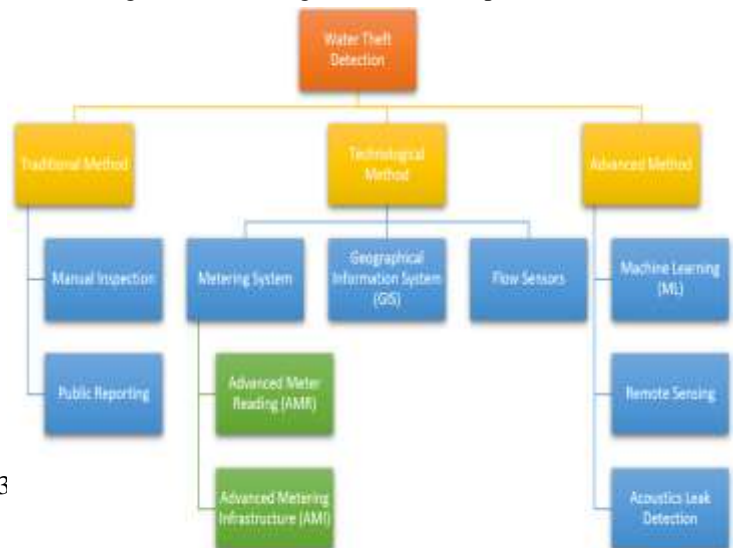 Water Theft
Detection
Traditional Method
Technological
Method
Advanced Method
Manual Inspection
Public Reporting
Metering System
Geographical
Information System
(GIS)
Flow Sensors
Advanced Meter
Reading (AMR)
Advanced Metering
Infrastructure (AMI)
Machine Learning
(ML)
Remote Sensing
Acoustics Leak
Detection
3